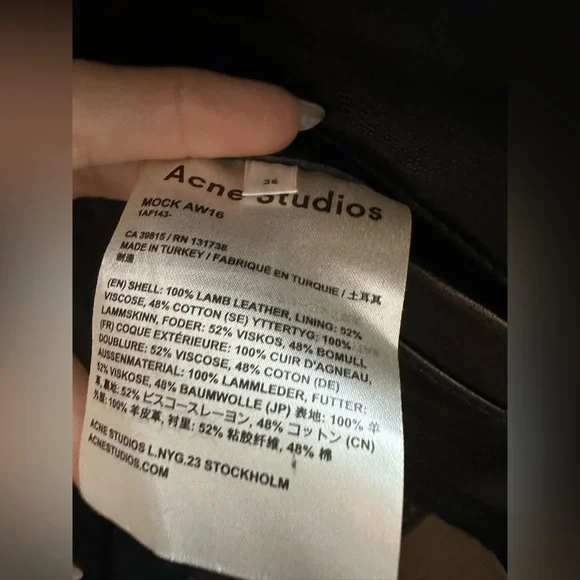 36
Acne Studios
MOCK AW16
1AF143-
CA 39815 / RN 131738
MADE IN TURKEY / FABRIQUÉ EN TURQUIE / 土耳其
制造
(EN) SHELL: 100% LAMB LEATHER, LINING: 52%
VISCOSE, 48% COTTON (SE) YTTERTYG: 100%
LAMMSKINN, FODER: 52% VISKOS, 48% BOMULL
(FR) COQUE EXTÉRIEURE: 100% CUIR D'AGNEAU,
DOUBLURE: 52% VISCOSE, 48% COTON (DE)
AUSSENMATERIAL: 100% LAMMLEDER, FUTTER:
52% VISKOSE, 48% BAUMWOLLE (JP) 表地: 100% 羊
革, 裏地: 52% ビスコースレーヨン, 48% コットン (CN)
外層: 100% 羊皮革, 衬里: 52% 粘胶纤维, 48% 棉
ACNE STUDIOS L.NYG.23 STOCKHOLM
ACNESTUDIOS.COM